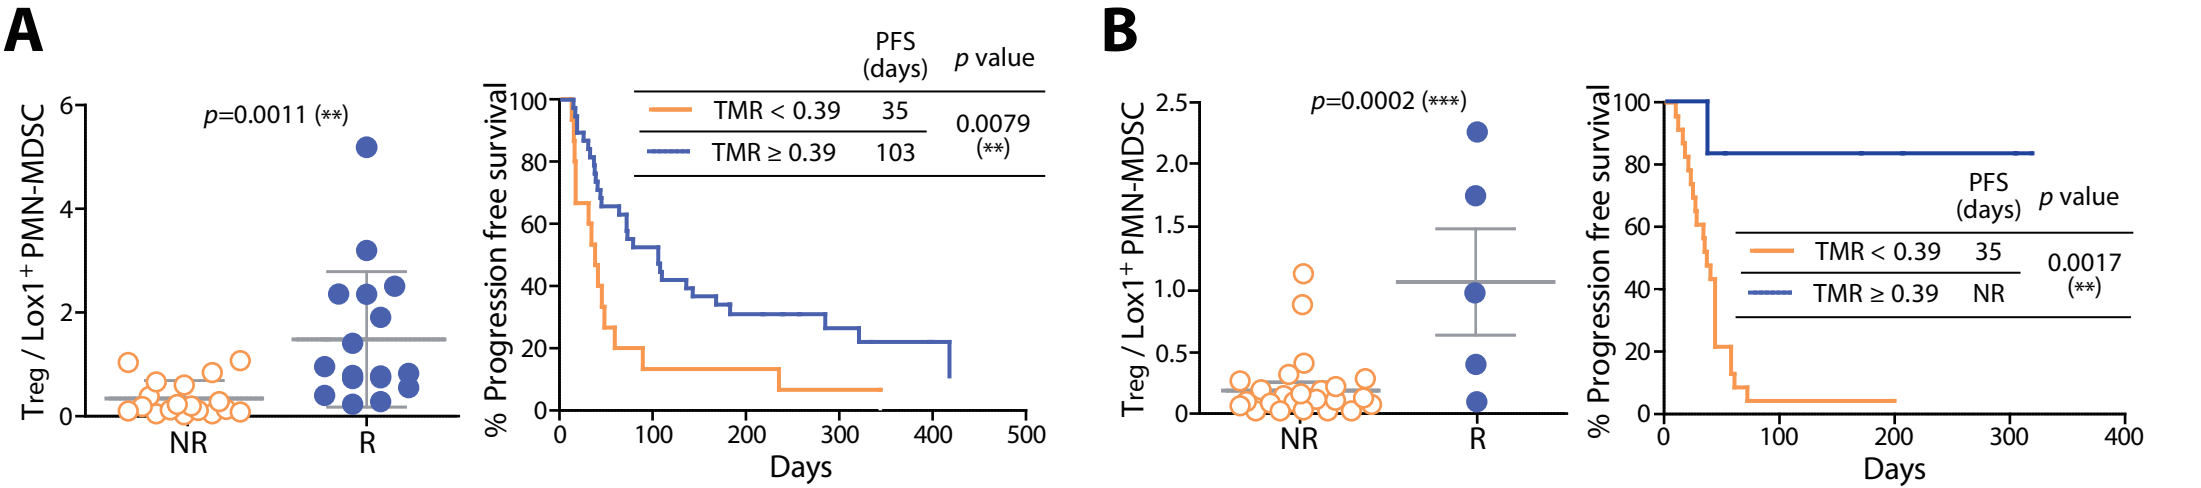 A
Treg / Lox1+ PMN-MDSC
6
4
2
0
p=0.0011 (**)
NR
R
% Progression free survival
100
80
60
40
20
0
0
100
200
300
400
500
Days
PFS
(days)
p value
TMR < 0.39
35
TMR ≥ 0.39
103
0.0079
(**)
B
Treg / Lox1+ PMN-MDSC
2.5
2.0
1.5
1.0
0.5
0
p=0.0002 (***)
NR
R
% Progression free survival
100
80
60
40
20
0
0
100
200
300
400
Days
PFS
(days)
p value
TMR < 0.39
35
TMR ≥ 0.39
NR
0.0017
(**)